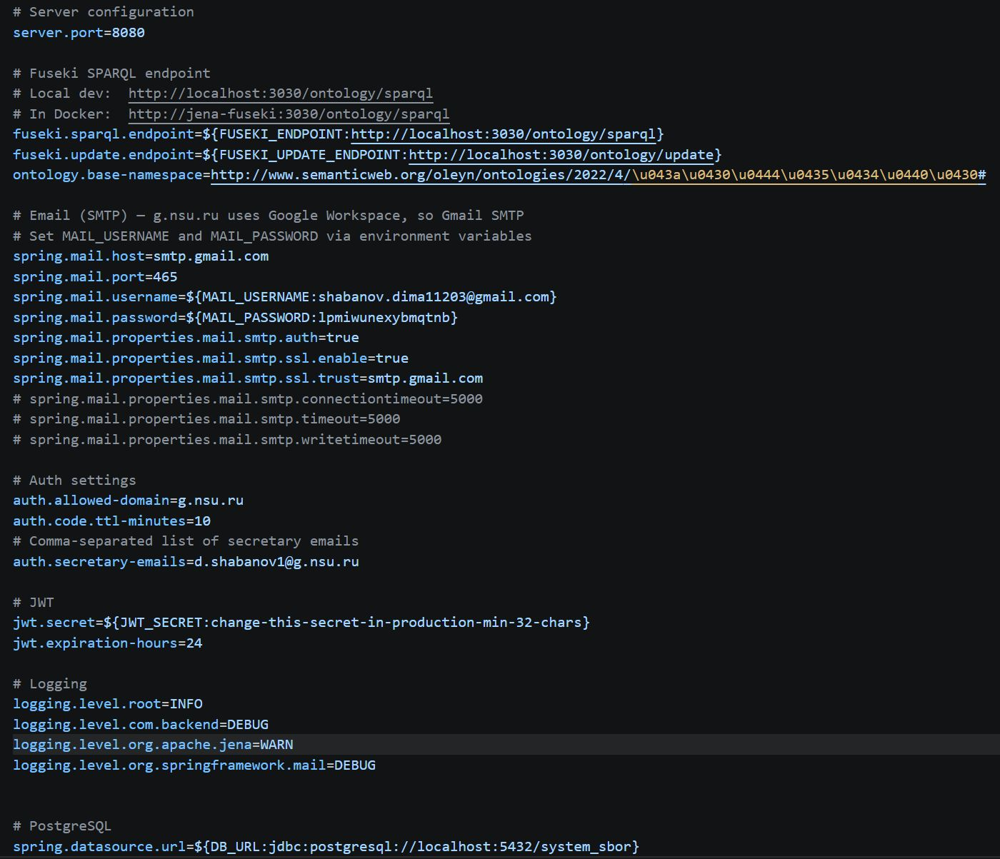 # Server configuration
server.port=8080
# Fuseki SPARQL endpoint
# Local dev:  http://localhost:3030/ontology/sparql
# In Docker:  http://jena-fuseki:3030/ontology/sparql
fuseki.sparql.endpoint=${FUSEKI_ENDPOINT:http://localhost:3030/ontology/sparql}
fuseki.update.endpoint=${FUSEKI_UPDATE_ENDPOINT:http://localhost:3030/ontology/update}
ontology.base-namespace=http://www.semanticweb.org/oleyn/ontologies/2022/4/\u043a\u0430\u0444\u0435\u0434\u0440\u0430#
# Email (SMTP) — g.nsu.ru uses Google Workspace, so Gmail SMTP
# Set MAIL_USERNAME and MAIL_PASSWORD via environment variables
spring.mail.host=smtp.gmail.com
spring.mail.port=465
spring.mail.username=${MAIL_USERNAME:shabanov.dima11203@gmail.com}
spring.mail.password=${MAIL_PASSWORD:lpmiwunexybmqtnb}
spring.mail.properties.mail.smtp.auth=true
spring.mail.properties.mail.smtp.ssl.enable=true
spring.mail.properties.mail.smtp.ssl.trust=smtp.gmail.com
# spring.mail.properties.mail.smtp.connectiontimeout=5000
# spring.mail.properties.mail.smtp.timeout=5000
# spring.mail.properties.mail.smtp.writetimeout=5000
# Auth settings
auth.allowed-domain=g.nsu.ru
auth.code.ttl-minutes=10
# Comma-separated list of secretary emails
auth.secretary-emails=d.shabanov1@g.nsu.ru
# JWT
jwt.secret=${JWT_SECRET:change-this-secret-in-production-min-32-chars}
jwt.expiration-hours=24
# Logging
logging.level.root=INFO
logging.level.com.backend=DEBUG
logging.level.org.apache.jena=WARN
logging.level.org.springframework.mail=DEBUG
# PostgreSQL
spring.datasource.url=${DB_URL:jdbc:postgresql://localhost:5432/system_sbor}